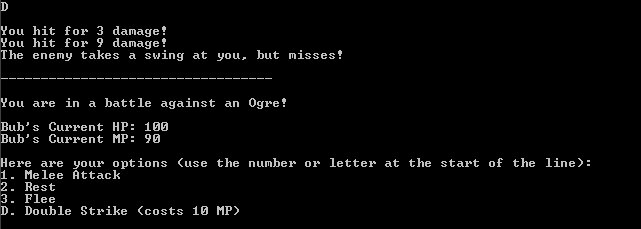 D
You hit for 3 damage!
You hit for 9 damage!
The enemy takes a swing at you, but misses!
----------------------------------
You are in a battle against an Ogre!
Bub's Current HP: 100
Bub's Current MP: 90
Here are your options (use the number or letter at the start of the line):
1. Melee Attack
2. Rest
3. Flee
D. Double Strike (costs 10 MP)